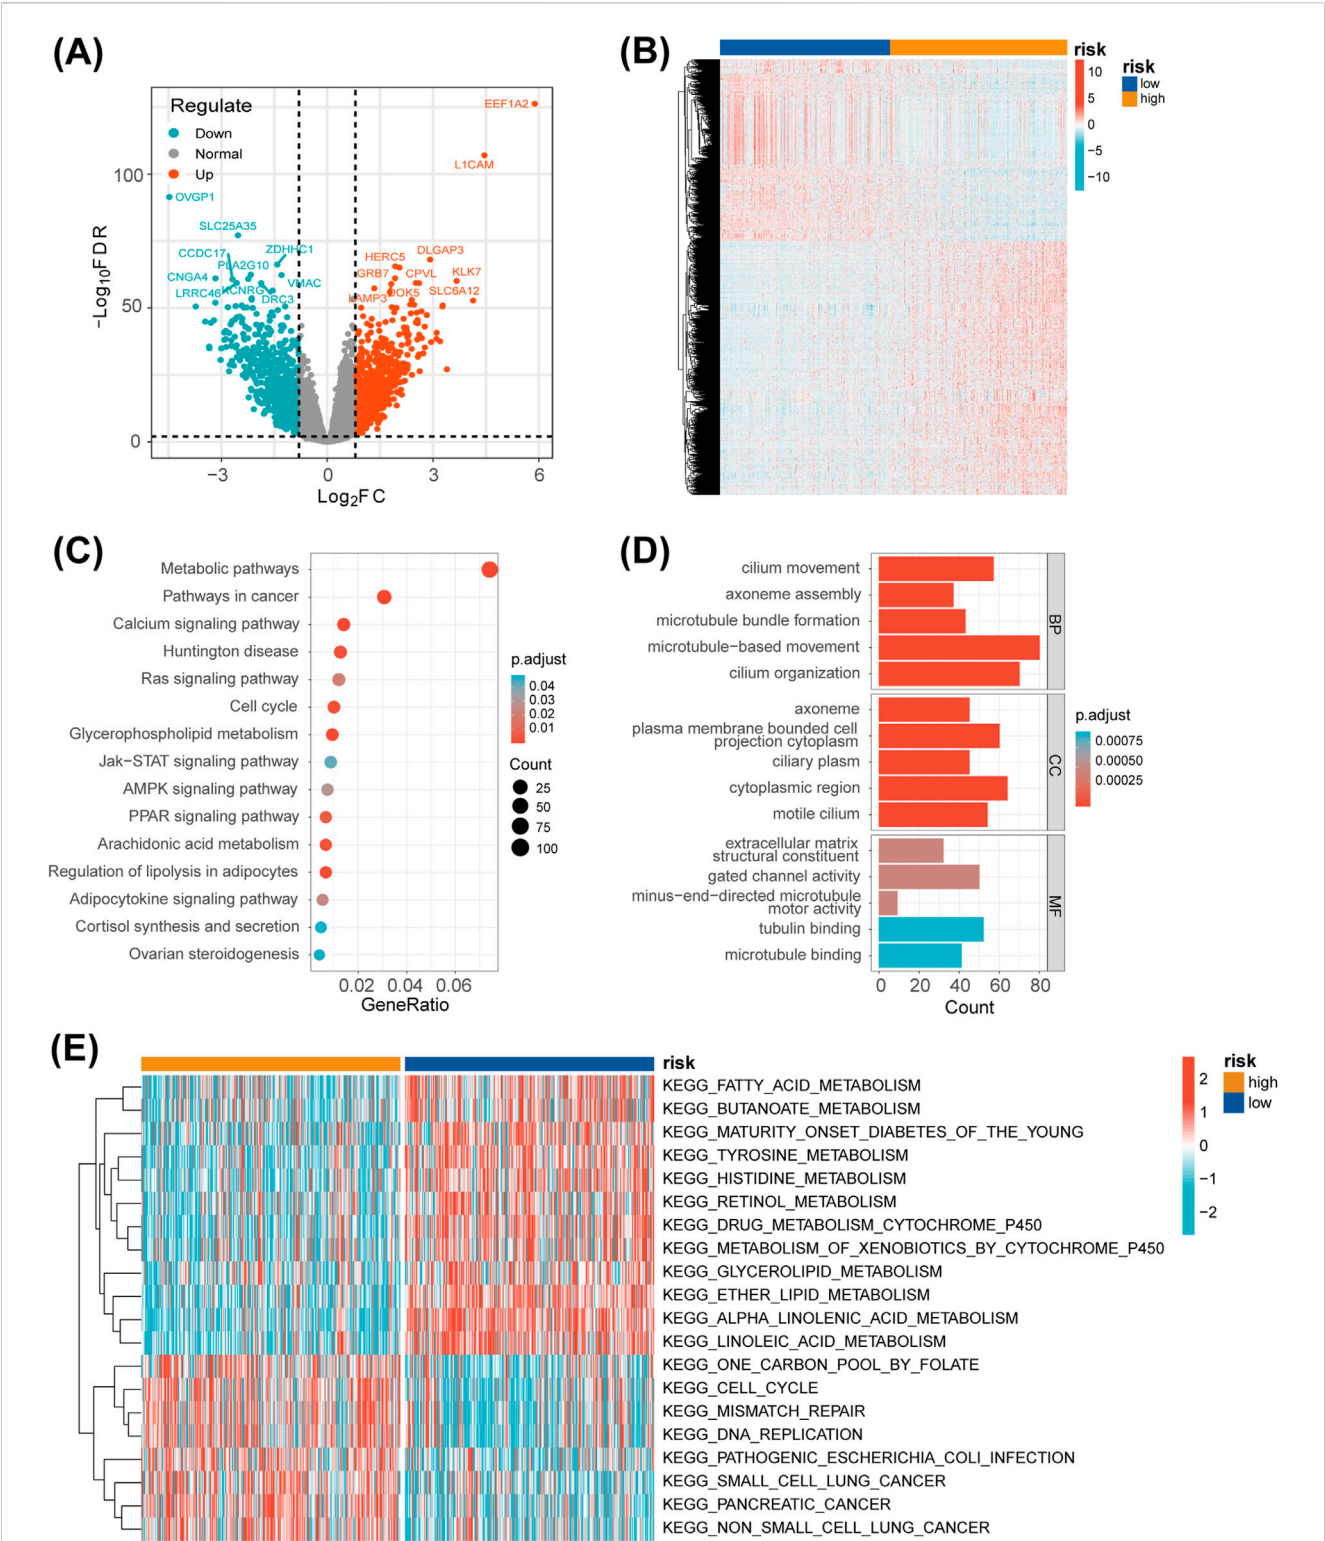 (A)
Regulate
Down
Normal
Up
EEF1A2
L1CAM
OVGP1
SLC25A35
CCDC17
ZDHHC1
PLA2G10
CNGA4
VMAC
LRRC46
KCNRG
DRC3
HERC5
DLGAP3
GRB7
CPVL
KLK7
LAMP3
DOK5
SLC6A12
100
50
0
-Log10FDR
−3
0
3
6
Log2FC
(B)
risk
10
5
0
−5
−10
risk
low
high
(C)
Metabolic pathways
Pathways in cancer
Calcium signaling pathway
Huntington disease
Ras signaling pathway
Cell cycle
Glycerophospholipid metabolism
Jak−STAT signaling pathway
AMPK signaling pathway
PPAR signaling pathway
Arachidonic acid metabolism
Regulation of lipolysis in adipocytes
Adipocytokine signaling pathway
Cortisol synthesis and secretion
Ovarian steroidogenesis
0.02 0.04 0.06
GeneRatio
p.adjust
0.04
0.03
0.02
0.01
Count
25
50
75
100
(D)
cilium movement
axoneme assembly
microtubule bundle formation
microtubule−based movement
cilium organization
BP
axoneme
plasma membrane bounded cell
projection cytoplasm
ciliary plasm
cytoplasmic region
motile cilium
CC
extracellular matrix
structural constituent
gated channel activity
minus−end−directed microtubule
motor activity
tubulin binding
microtubule binding
MF
0 20 40 60 80
Count
p.adjust
0.00075
0.00050
0.00025
(E)
risk
KEGG_FATTY_ACID_METABOLISM
KEGG_BUTANOATE_METABOLISM
KEGG_MATURITY_ONSET_DIABETES_OF_THE_YOUNG
KEGG_TYROSINE_METABOLISM
KEGG_HISTIDINE_METABOLISM
KEGG_RETINOL_METABOLISM
KEGG_DRUG_METABOLISM_CYTOCHROME_P450
KEGG_METABOLISM_OF_XENOBIOTICS_BY_CYTOCHROME_P450
KEGG_GLYCEROLIPID_METABOLISM
KEGG_ETHER_LIPID_METABOLISM
KEGG_ALPHA_LINOLENIC_ACID_METABOLISM
KEGG_LINOLEIC_ACID_METABOLISM
KEGG_ONE_CARBON_POOL_BY_FOLATE
KEGG_CELL_CYCLE
KEGG_MISMATCH_REPAIR
KEGG_DNA_REPLICATION
KEGG_PATHOGENIC_ESCHERICHIA_COLI_INFECTION
KEGG_SMALL_CELL_LUNG_CANCER
KEGG_PANCREATIC_CANCER
KEGG_NON_SMALL_CELL_LUNG_CANCER
2
1
0
−1
−2
risk
high
low